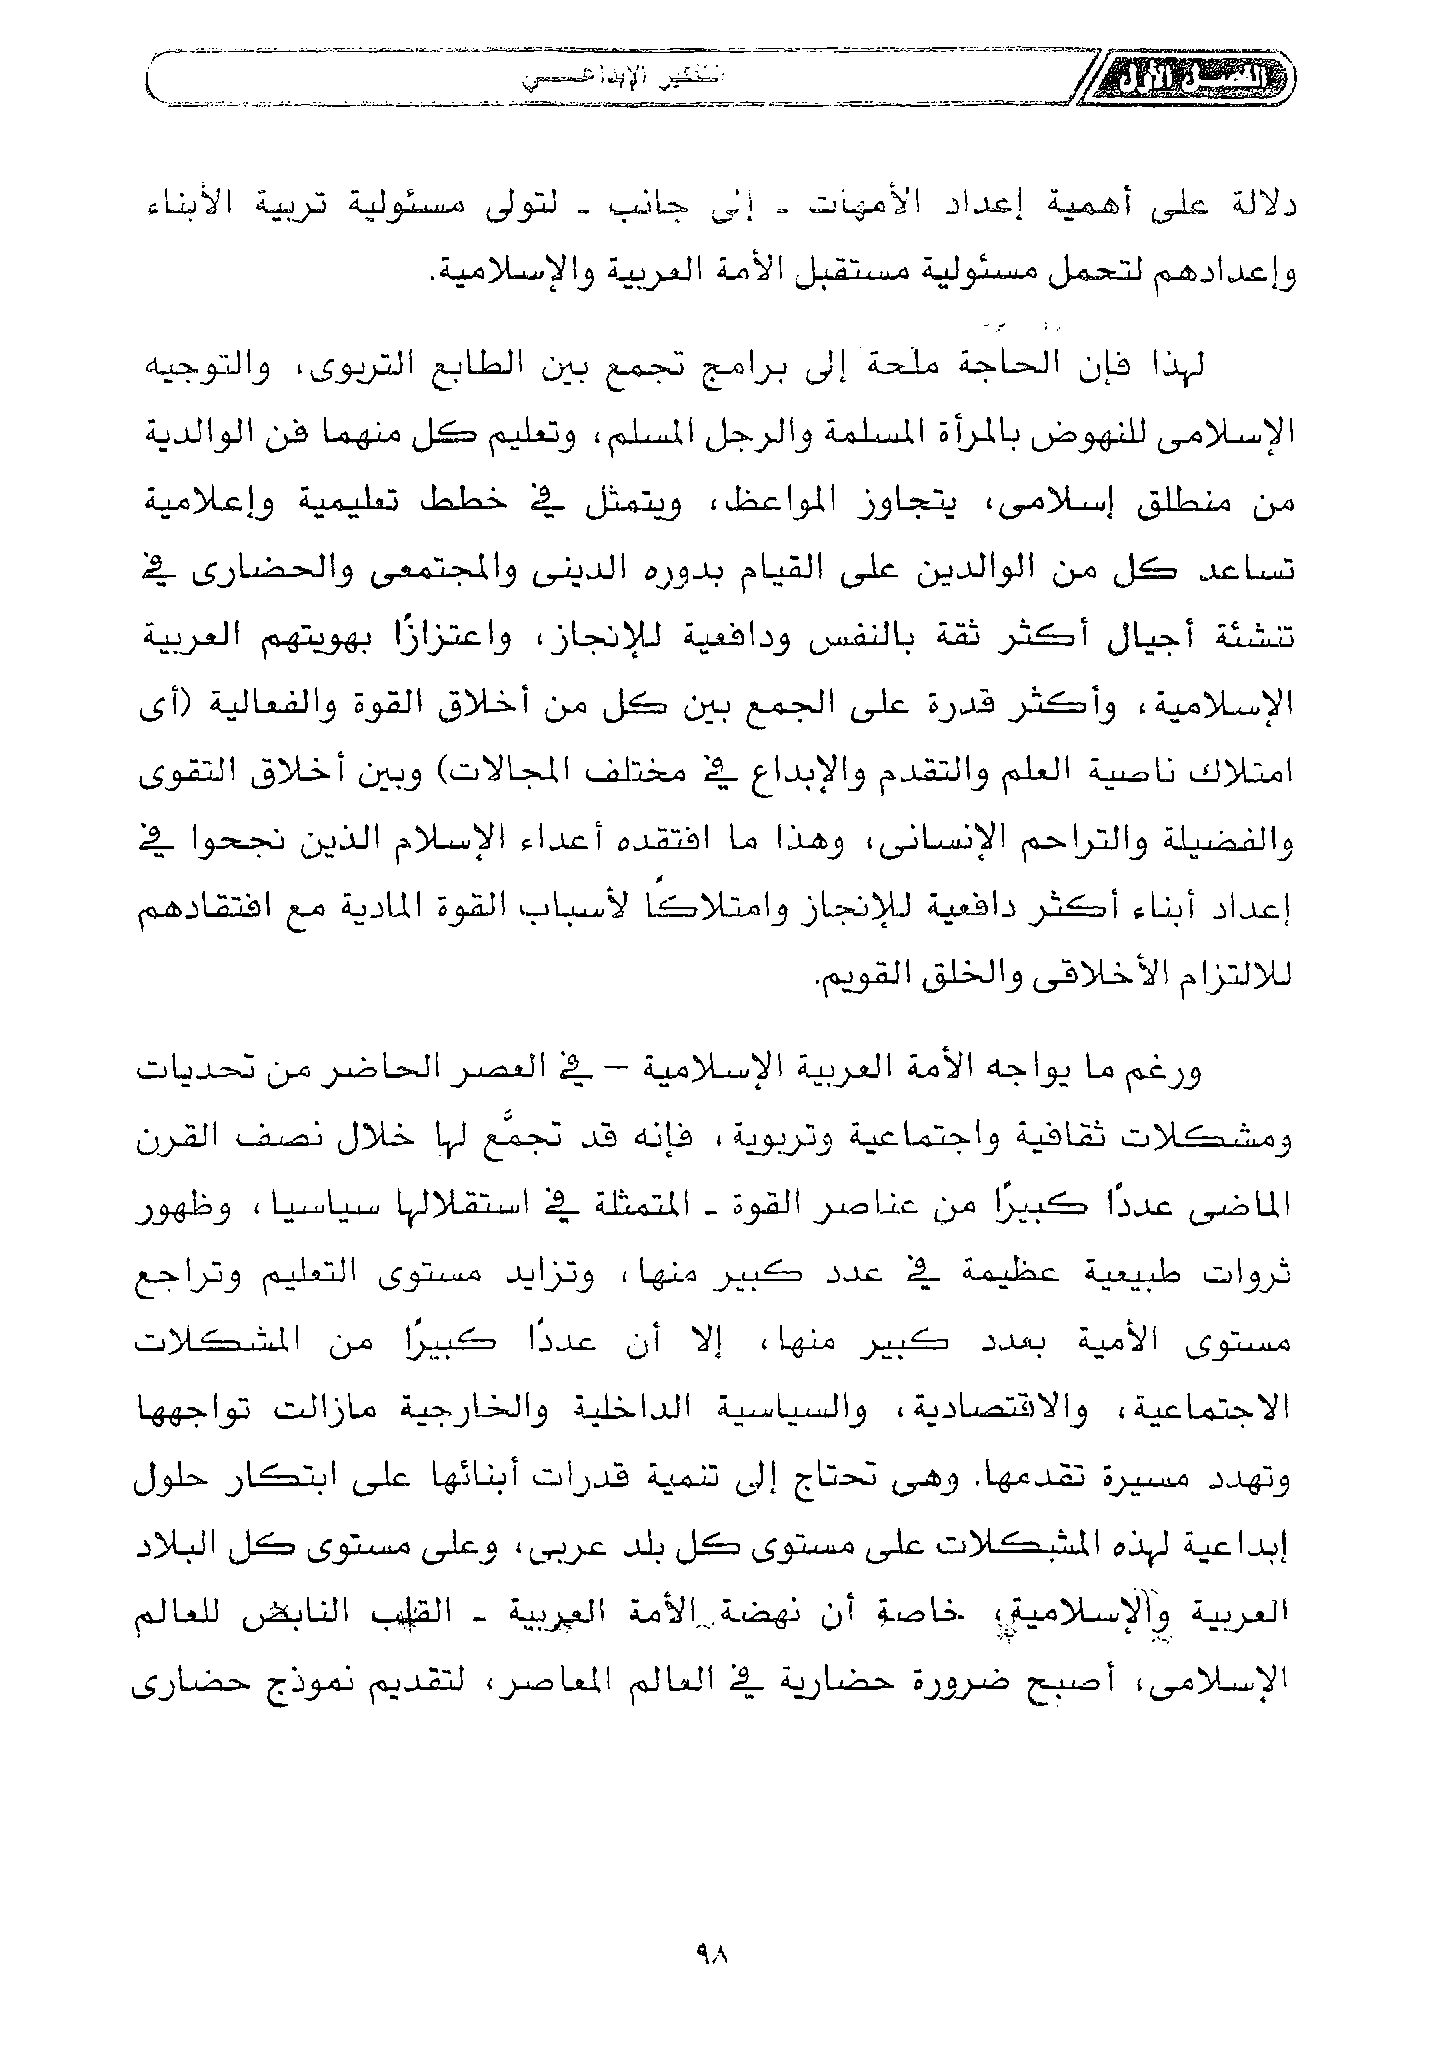 الفصل الأول
التفكير الإبداعى
دلالة على أهمية إعداد الأمهات - إلى جانب - لتولى مسئولية تربية الأبناء
وإعدادهم لتحمل مسئولية مستقبل الأمة العربية والإسلامية.
لهذا فإن الحاجة ملحة إلى برامج تجمع بين الطابع التربوى، والتوجيه
الإسلامى للنهوض بالمرأة المسلمة والرجل المسلم، وتعليم كل منهما فن الوالدية
من منطلق إسلامى، يتجاوز المواعظ، ويتمثل فى خطط تعليمية وإعلامية
تساعد كل من الوالدين على القيام بدوره الدينى والمجتمعى والحضارى فى
تنشئة أجيال أكثر ثقة بالنفس ودافعية للإنجاز، واعتزازًا بهويتهم العربية
الإسلامية، وأكثر قدرة على الجمع بين كل من أخلاق القوة والفعالية (أى
امتلاك ناصية العلم والتقدم والإبداع فى مختلف المجالات) وبين أخلاق التقوى
والفضيلة والتراحم الإنسانى، وهذا ما افتقده أعداء الإسلام الذين نجحوا فى
إعداد أبناء أكثر دافعية للإنجاز وامتلاكًا لأسباب القوة المادية مع افتقادهم
للالتزام الأخلاقى والخلق القويم.
ورغم ما يواجه الأمة العربية الإسلامية – فى العصر الحاضر من تحديات
ومشكلات ثقافية واجتماعية وتربوية، فإنه قد تجمَّع لها خلال نصف القرن
الماضى عددًا كبيرًا من عناصر القوة - المتمثلة فى استقلالها سياسيا، وظهور
ثروات طبيعية عظيمة فى عدد كبير منها، وتزايد مستوى التعليم وتراجع
مستوى الأمية بعدد كبير منها، إلا أن عددًا كبيرًا من المشكلات
الاجتماعية، والاقتصادية، والسياسية الداخلية والخارجية مازالت تواجهها
وتهدد مسيرة تقدمها. وهى تحتاج إلى تنمية قدرات أبنائها على ابتكار حلول
إبداعية لهذه المشكلات على مستوى كل بلد عربى، وعلى مستوى كل البلاد
العربية والإسلامية، خاصة أن نهضة الأمة العربية - القلب النابض للعالم
الإسلامى، أصبح ضرورة حضارية فى العالم المعاصر، لتقديم نموذج حضارى
٩٨